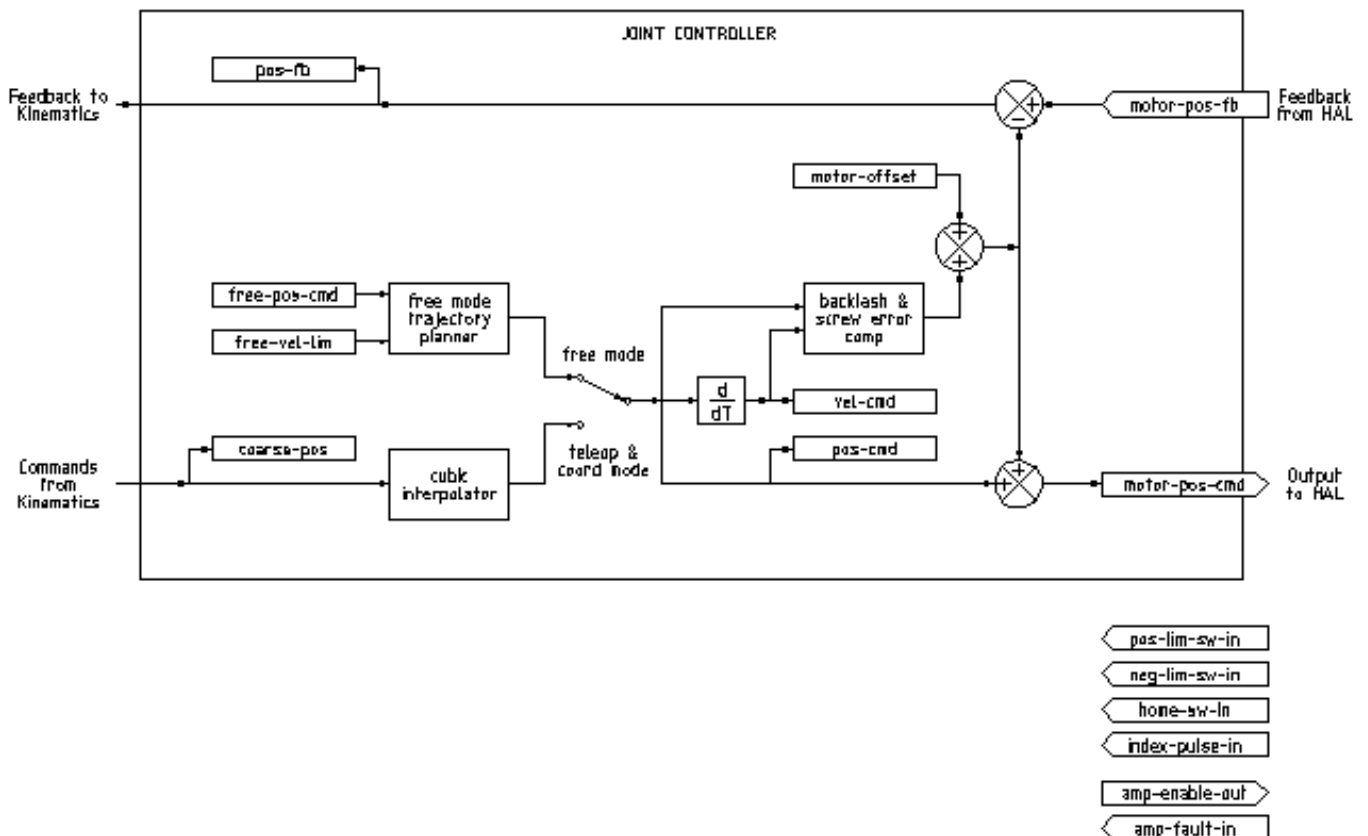 JOINT CONTROLLER
pos-fb
Feedback to
Kinematics
+
-
motor-pos-fb
Feedback
from HAL
motor-offset
+
+
free-pos-cmd
free-vel-lim
free mode
trajectory
planner
backlash &
screw error
comp
free mode
d
dT
vel-cmd
coarse-pos
cubic
interpolator
teleop &
coord mode
pos-cmd
Commands
from
Kinematics
+
+
motor-pos-cmd
Output
to HAL
pos-lim-sw-in
neg-lim-sw-in
home-sw-in
index-pulse-in
amp-enable-out
amp-fault-in